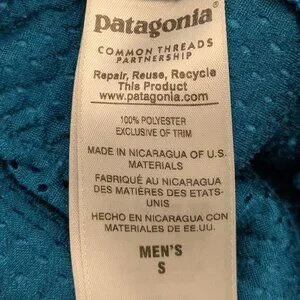 patagonia
COMMON THREADS
PARTNERSHIP
Repair, Reuse, Recycle
This Product
www.patagonia.com
100% POLYESTER
EXCLUSIVE OF TRIM
MADE IN NICARAGUA OF U.S.
MATERIALS
FABRIQUÉ AU NICARAGUA
DES MATIÈRES DES ETATS-
UNIS
HECHO EN NICARAGUA CON
MATERIALES DE EE.UU.
MEN'S
S